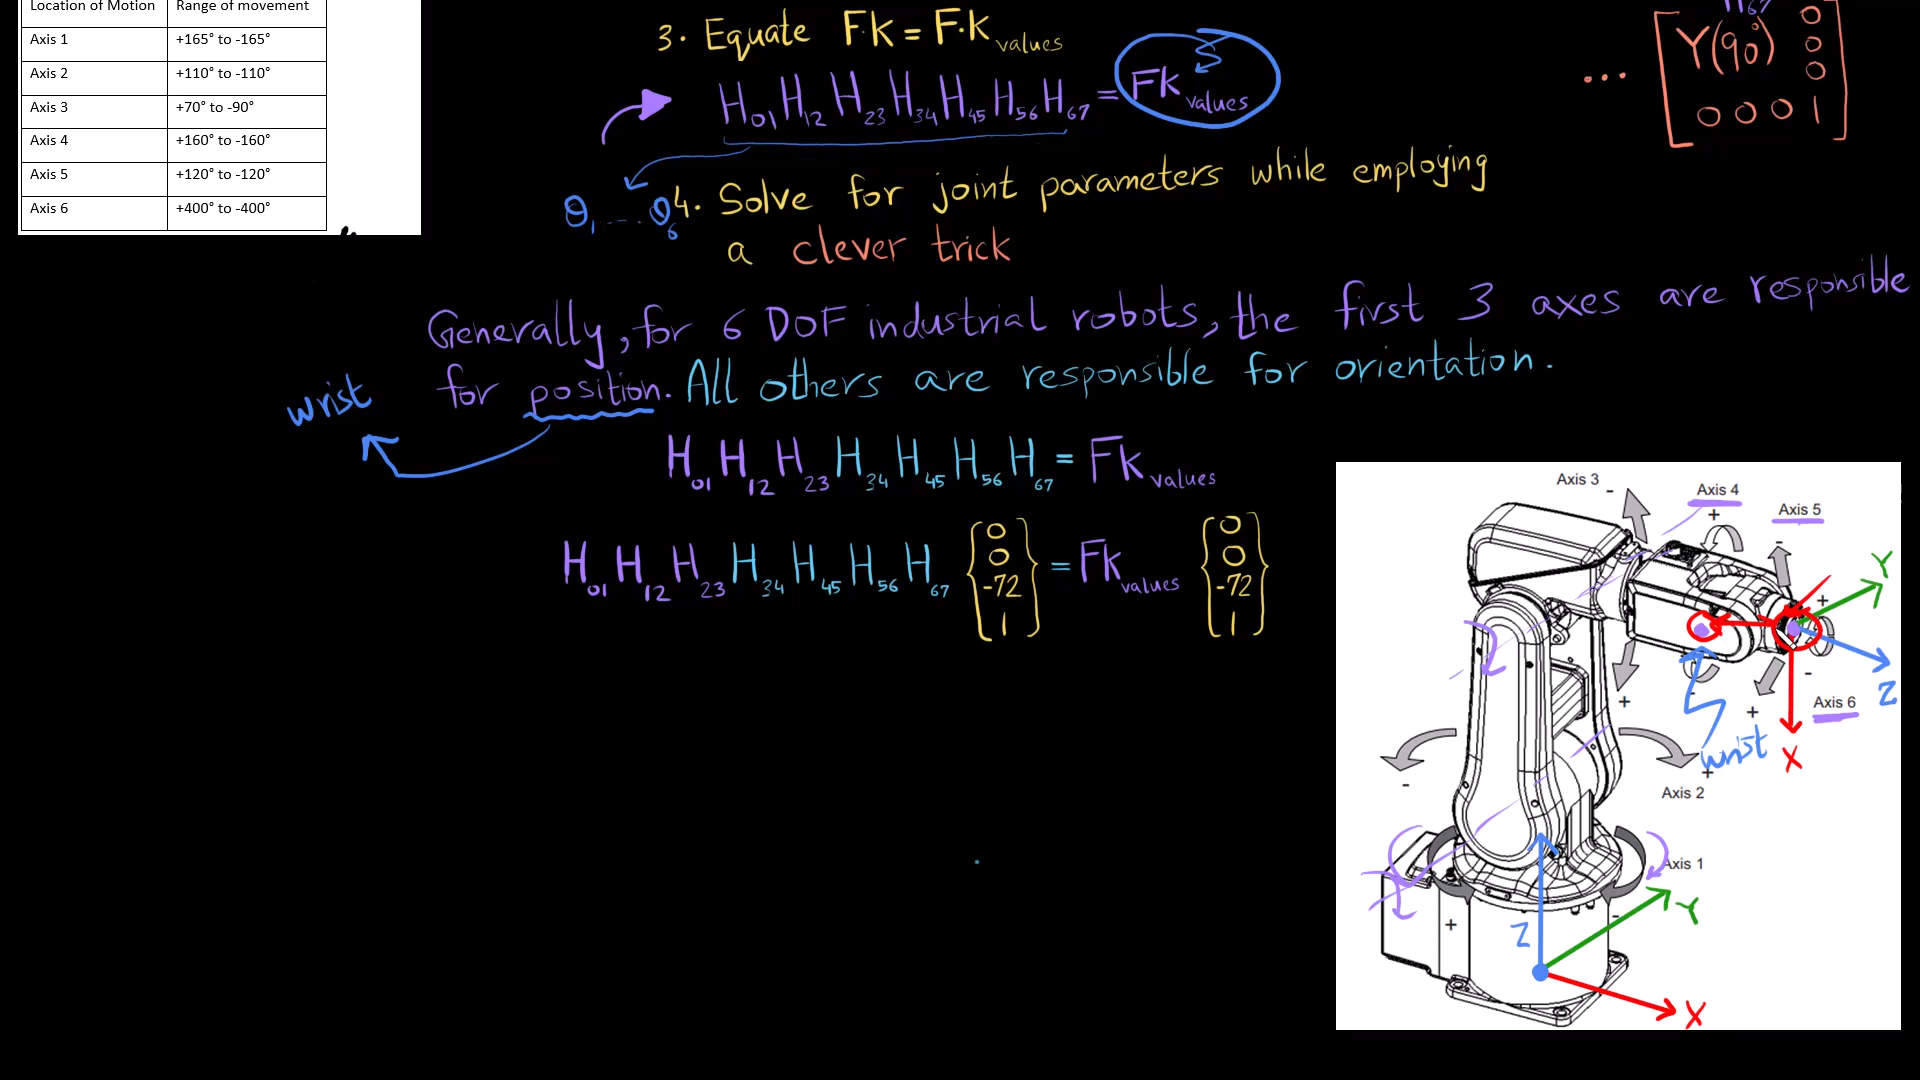 Location of Motion Range of movement
Axis 1 +165° to -165°
Axis 2 +110° to -110°
Axis 3 +70° to -90°
Axis 4 +160° to -160°
Axis 5 +120° to -120°
Axis 6 +400° to -400°
3. Equate F.K = F.K values
H01 H12 H23 H34 H45 H56 H67 = FK values
H67
... [ Y(90°) 0 0 0
0 0 0 1 ]
θ1 .... θ6
4. Solve for joint parameters while employing
a clever trick
Generally, for 6 DOF industrial robots, the first 3 axes are responsible
for position. All others are responsible for orientation.
wrist
H01 H12 H23 H34 H45 H56 H67 = FK values
H01 H12 H23 H34 H45 H56 H67 { 0 0 -72 1 } = FK values { 0 0 -72 1 }
Axis 3 -
Axis 4
+
Axis 5
-
Y
+
Z
-
+
Axis 6
+
wrist
X
-
+
Axis 2
Axis 1
Y
-
+
Z
X